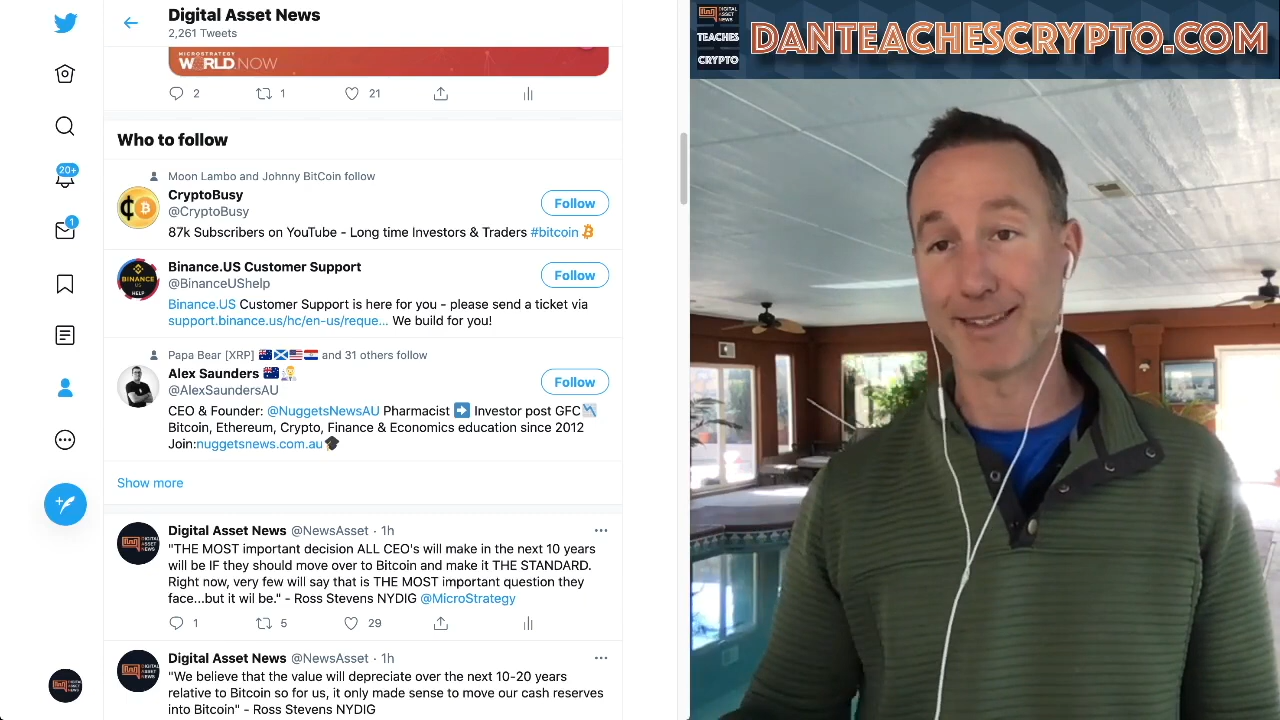 Digital Asset News
2,261 Tweets
MICROSTRATEGY
WORLD.NOW
2
1
21
Who to follow
Moon Lambo and Johnny BitCoin follow
CryptoBusy
@CryptoBusy
Follow
87k Subscribers on YouTube - Long time Investors & Traders #bitcoin
BINANCE
US
HELP
Binance.US Customer Support
@BinanceUShelp
Follow
Binance.US Customer Support is here for you - please send a ticket via
support.binance.us/hc/en-us/reque... We build for you!
Papa Bear [XRP] 🇦🇺🏴󠁧󠁢󠁳󠁣󠁴󠁿🇺🇸🇭🇷 and 31 others follow
Alex Saunders 🇦🇺
@AlexSaundersAU
Follow
CEO & Founder: @NuggetsNewsAU Pharmacist ➡️ Investor post GFC📉
Bitcoin, Ethereum, Crypto, Finance & Economics education since 2012
Join:nuggetsnews.com.au🎓
Show more
Digital Asset News @NewsAsset · 1h
"THE MOST important decision ALL CEO's will make in the next 10 years
will be IF they should move over to Bitcoin and make it THE STANDARD.
Right now, very few will say that is THE MOST important question they
face...but it wil be." - Ross Stevens NYDIG @MicroStrategy
1
5
29
Digital Asset News @NewsAsset · 1h
"We believe that the value will depreciate over the next 10-20 years
relative to Bitcoin so for us, it only made sense to move our cash reserves
into Bitcoin" - Ross Stevens NYDIG
20+
1
DIGITAL
ASSET
NEWS
TEACHES
CRYPTO
DANTEACHESCRYPTO.COM